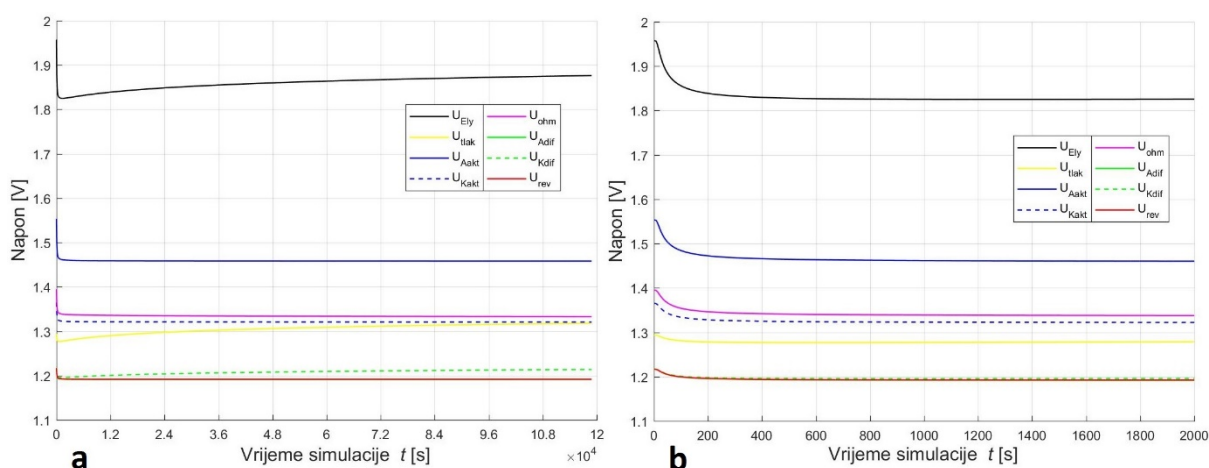 2
1.9
1.8
1.7
1.6
1.5
1.4
1.3
1.2
1.1
Napon [V]
U_Ely U_ohm
U_tlak U_Adif
U_Aakt U_Kdif
U_Kakt U_rev
0 1.2 2.4 3.6 4.8 6 7.2 8.4 9.6 10.8 12
×10^4
Vrijeme simulacije t [s]
a
2
1.9
1.8
1.7
1.6
1.5
1.4
1.3
1.2
1.1
Napon [V]
U_Ely U_ohm
U_tlak U_Adif
U_Aakt U_Kdif
U_Kakt U_rev
0 200 400 600 800 1000 1200 1400 1600 1800 2000
Vrijeme simulacije t [s]
b